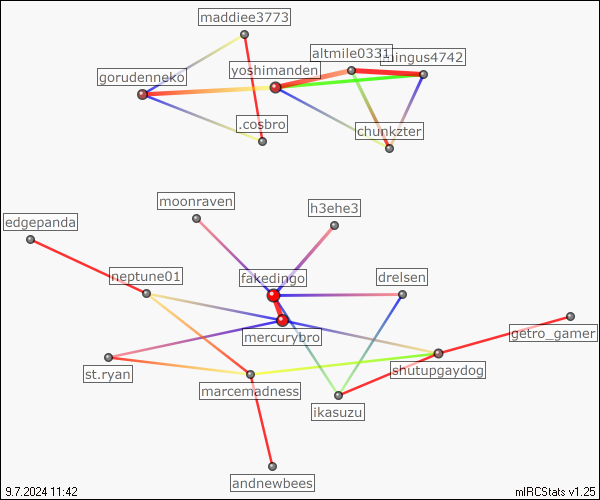 maddiee3773
altmile0331
mingus4742
yoshimanden
gorudenneko
.cosbro
chunkzter
moonraven
h3ehe3
edgepanda
neptune01
fakedingo
drelsen
getro_gamer
mercurybro
st.ryan
shutupgaydog
marcemadness
ikasuzu
andnewbees
9.7.2024 11:42
mIRCStats v1.25